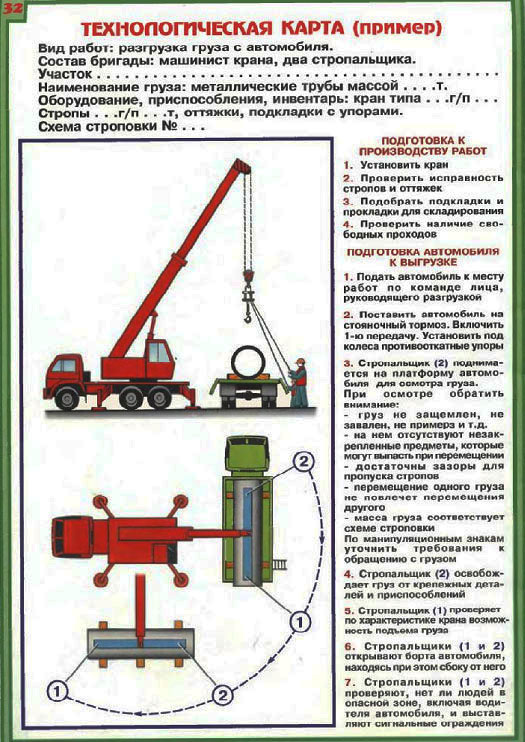 32
ТЕХНОЛОГИЧЕСКАЯ КАРТА (пример)
Вид работ: разгрузка груза с автомобиля.
Состав бригады: машинист крана, два стропальщика.
Участок . . . . . . . . . . . . . . . . . . . . . . . . . . . . . . . . . . . . . . . . .
Наименование груза: металлические трубы массой . . . .т.
Оборудование, приспособления, инвентарь: кран типа . . .г/п . . .
Стропы . . .г/п . . .т, оттяжки, подкладки с упорами.
Схема строповки № . . .
ПОДГОТОВКА К
ПРОИЗВОДСТВУ РАБОТ
1. Установить кран
2. Проверить исправность
стропов и оттяжек
3. Подобрать подкладки и
прокладки для складирования
4. Проверить наличие сво-
бодных проходов
ПОДГОТОВКА АВТОМОБИЛЯ
К ВЫГРУЗКЕ
1. Подать автомобиль к месту
работ по команде лица,
руководящего разгрузкой
2. Поставить автомобиль на
стояночный тормоз. Включить
1-ю передачу. Установить под
колеса противооткатные упоры
3. Стропальщик (2) поднима-
ется на платформу автомо-
биля для осмотра груза.
При осмотре обратить
внимание:
- груз не защемлен, не
завален, не примерз и т.д.
- на нем отсутствуют незак-
репленные предметы, которые
могут выпасть при перемещении
- достаточны зазоры для
пропуска стропов
- перемещение одного груза
не повлечет перемещения
другого
- масса груза соответствует
схеме строповки
По манипуляционным знакам
уточнить требования к
обращению с грузом
4. Стропальщик (2) освобож-
дает груз от крепежных дета-
лей и приспособлений
5. Стропальщик (1) проверяет
по характеристике крана возмож-
ность подъема груза
6. Стропальщики (1 и 2)
открывают борта автомобиля,
находясь при этом сбоку от него
7. Стропальщики (1 и 2)
проверяют, нет ли людей в
опасной зоне, включая води-
теля автомобиля, и выстав-
ляют сигнальные ограждения
2
1
1
2